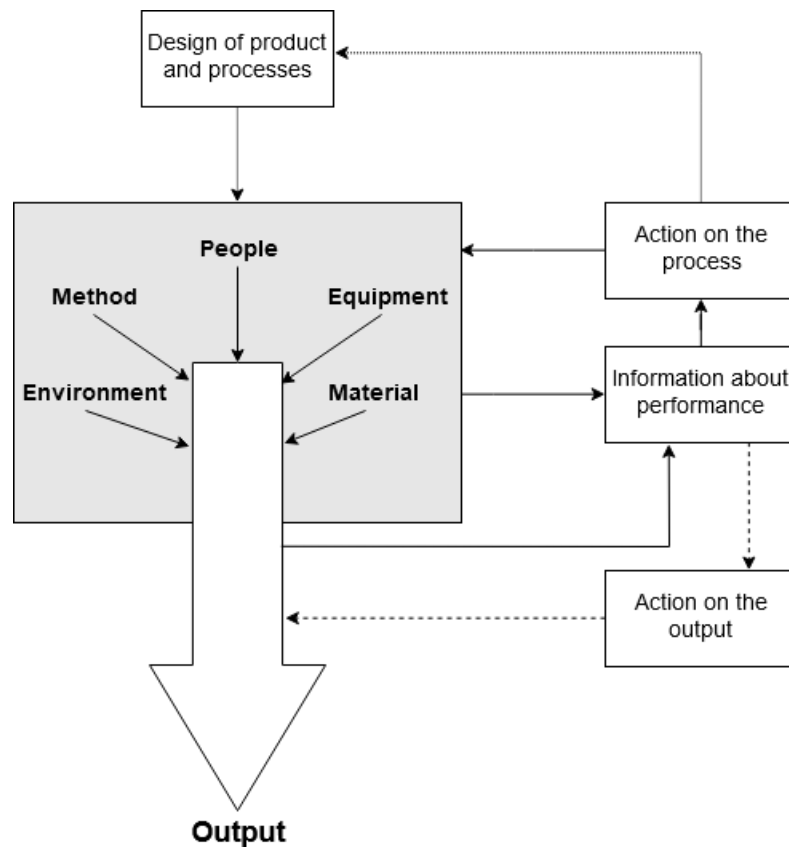 Design of product
and processes
Action on the
process
People
Method
Equipment
Information about
performance
Environment
Material
Action on the
output
Output